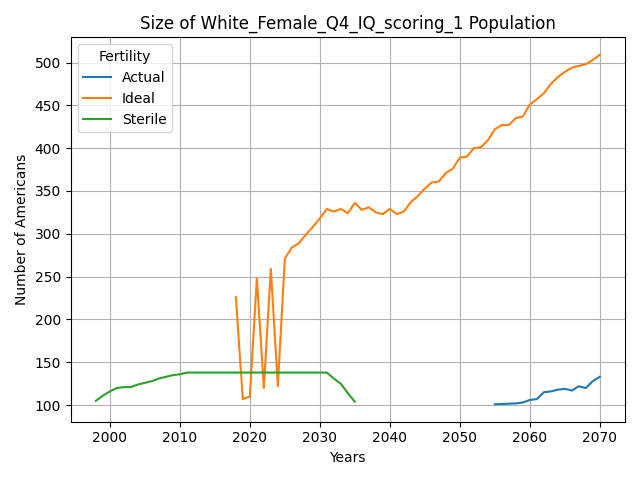 Size of White_Female_Q4_IQ_scoring_1 Population
Fertility
Actual
Ideal
Sterile
Number of Americans
500
450
400
350
300
250
200
150
100
2000 2010 2020 2030 2040 2050 2060 2070
Years